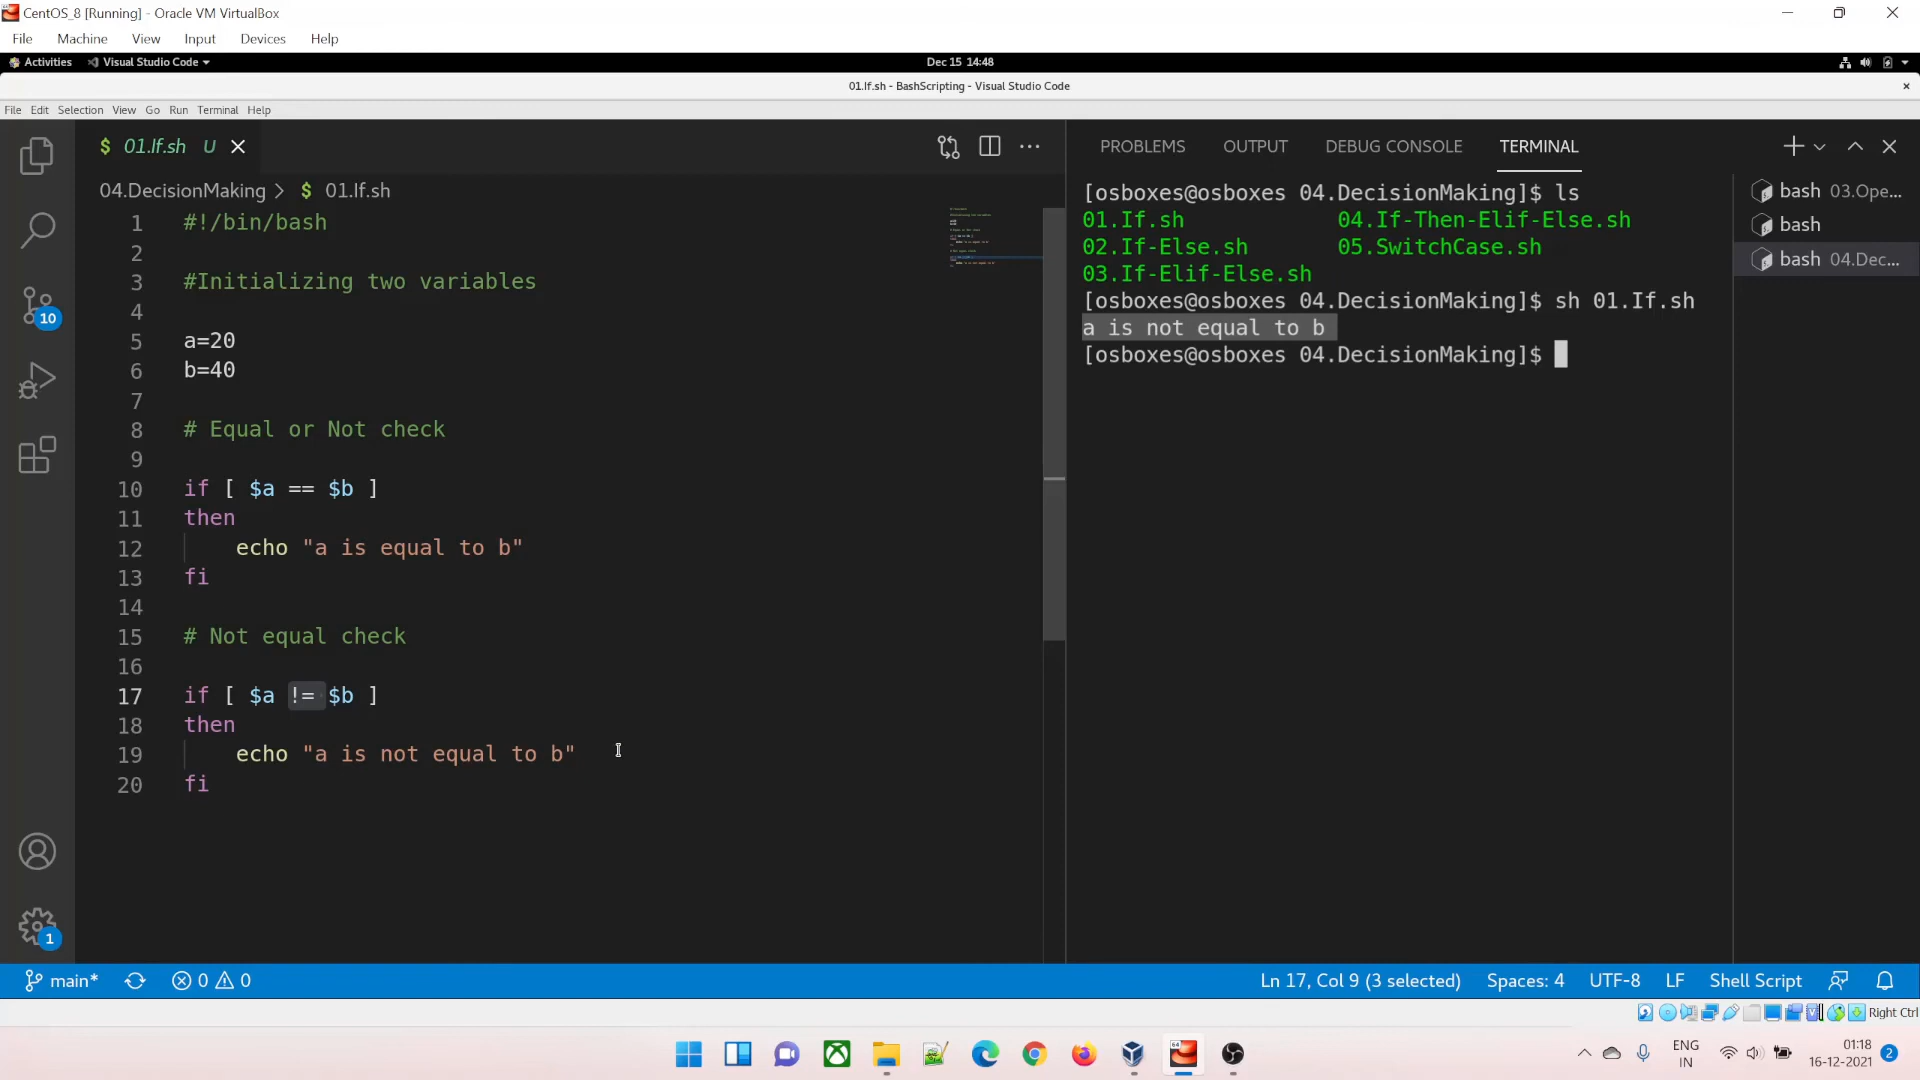 CentOS_8 [Running] - Oracle VM VirtualBox
File Machine View Input Devices Help
Activities Visual Studio Code Dec 15 14:48
01.If.sh - BashScripting - Visual Studio Code
File Edit Selection View Go Run Terminal Help
$ 01.If.sh U
04.DecisionMaking > $ 01.If.sh
1 #!/bin/bash
2
3 #Initializing two variables
4
5 a=20
6 b=40
7
8 # Equal or Not check
9
10 if [ $a == $b ]
11 then
12 echo "a is equal to b"
13 fi
14
15 # Not equal check
16
17 if [ $a != $b ]
18 then
19 echo "a is not equal to b"
20 fi
10
1
PROBLEMS OUTPUT DEBUG CONSOLE TERMINAL
[osboxes@osboxes 04.DecisionMaking]$ ls
01.If.sh 04.If-Then-Elif-Else.sh
02.If-Else.sh 05.SwitchCase.sh
03.If-Elif-Else.sh
[osboxes@osboxes 04.DecisionMaking]$ sh 01.If.sh
a is not equal to b
[osboxes@osboxes 04.DecisionMaking]$
bash 03.Ope...
bash
bash 04.Dec...
main* 0 0 Ln 17, Col 9 (3 selected) Spaces: 4 UTF-8 LF Shell Script
Right Ctrl
64
ENG
IN
01:18
16-12-2021
2